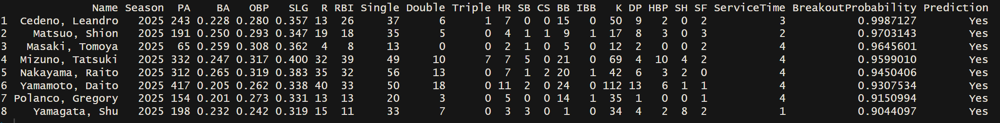 Name Season PA BA OBP SLG R RBI Single Double Triple HR SB CS BB IBB K DP HBP SH SF ServiceTime BreakoutProbability Prediction
1 Cedeno, Leandro 2025 243 0.228 0.280 0.357 13 26 37 6 1 7 0 0 15 0 50 9 2 0 2 3 0.9987127 Yes
2 Matsuo, Shion 2025 191 0.250 0.293 0.347 19 18 35 5 0 4 1 1 9 1 17 8 3 0 3 2 0.9703143 Yes
3 Masaki, Tomoya 2025 65 0.259 0.308 0.362 4 8 13 0 0 2 1 0 5 0 12 2 0 0 2 4 0.9645601 Yes
4 Mizuno, Tatsuki 2025 332 0.247 0.317 0.400 32 39 49 10 7 7 5 0 21 0 69 4 10 4 2 4 0.9599010 Yes
5 Nakayama, Raito 2025 312 0.265 0.319 0.383 35 32 56 13 0 7 1 2 20 1 42 6 3 2 0 4 0.9450406 Yes
6 Yamamoto, Daito 2025 417 0.205 0.262 0.338 40 33 50 18 0 11 2 0 24 0 112 13 6 1 1 4 0.9307534 Yes
7 Polanco, Gregory 2025 154 0.201 0.273 0.331 13 13 20 3 0 5 0 0 14 1 35 1 0 0 1 4 0.9150994 Yes
8 Yamagata, Shu 2025 198 0.232 0.242 0.319 15 11 33 7 0 3 3 0 1 0 34 4 2 8 2 1 0.9044097 Yes